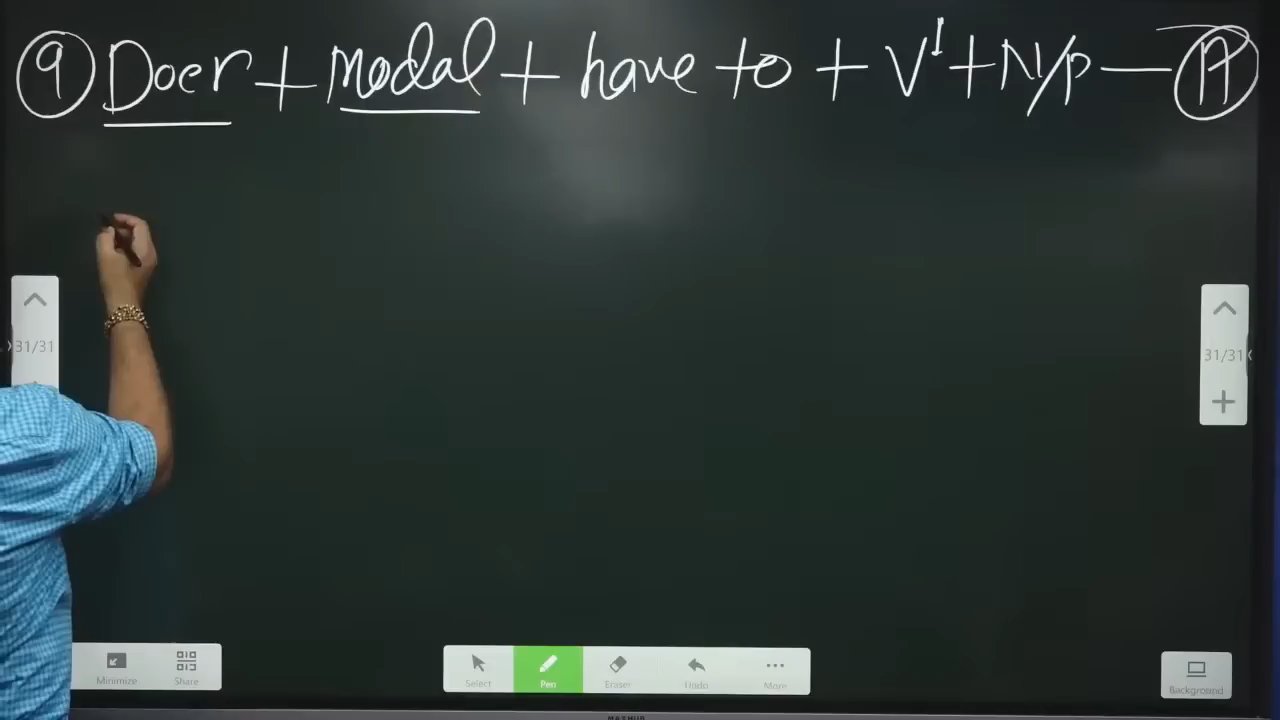 9 Doer + Modal + have to + V1 + N/p — A
31/31
31/31
Minimize
Share
Select
Pen
Eraser
Undo
More
Background